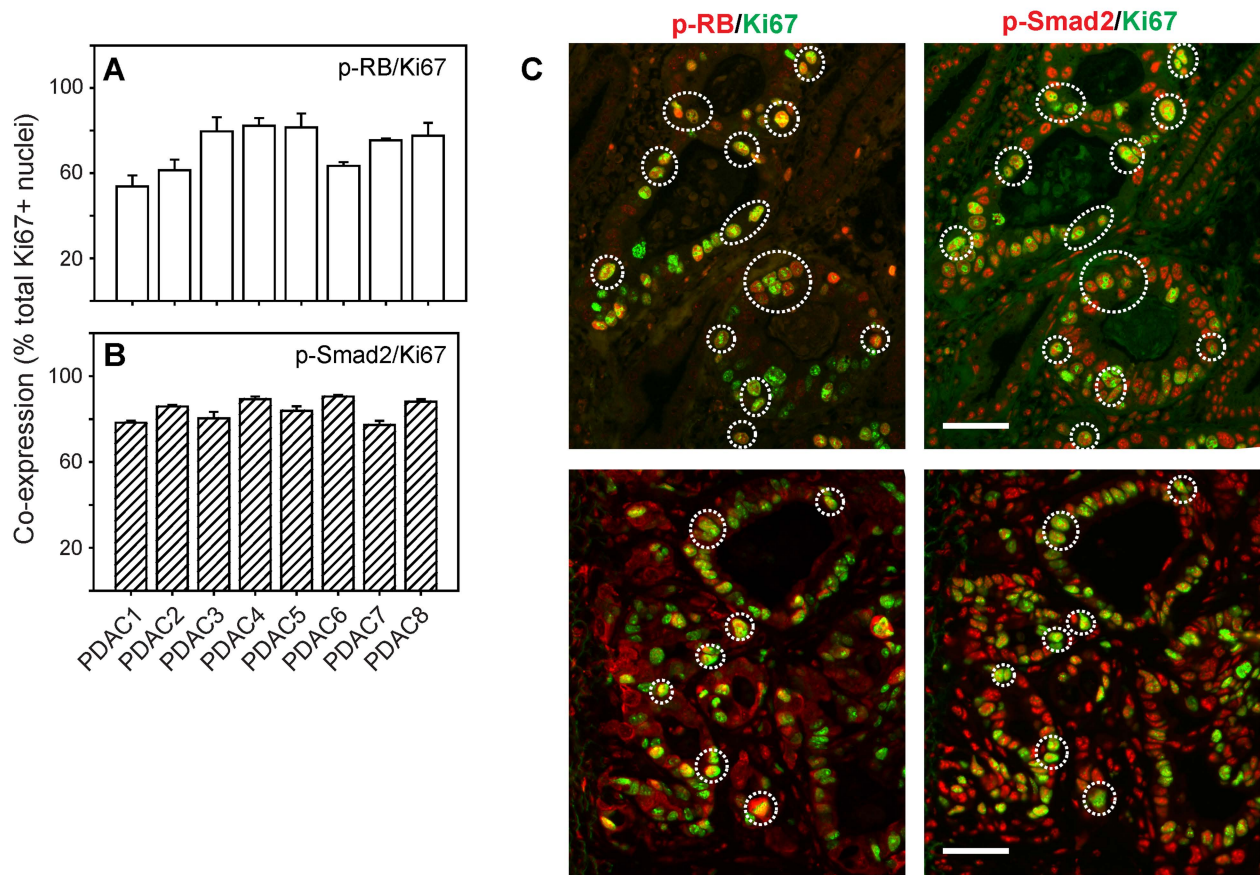 A
p-RB/Ki67
100
60
20
B
p-Smad2/Ki67
100
60
20
Co-expression (% total Ki67+ nuclei)
PDAC1
PDAC2
PDAC3
PDAC4
PDAC5
PDAC6
PDAC7
PDAC8
C
p-RB/Ki67
p-Smad2/Ki67